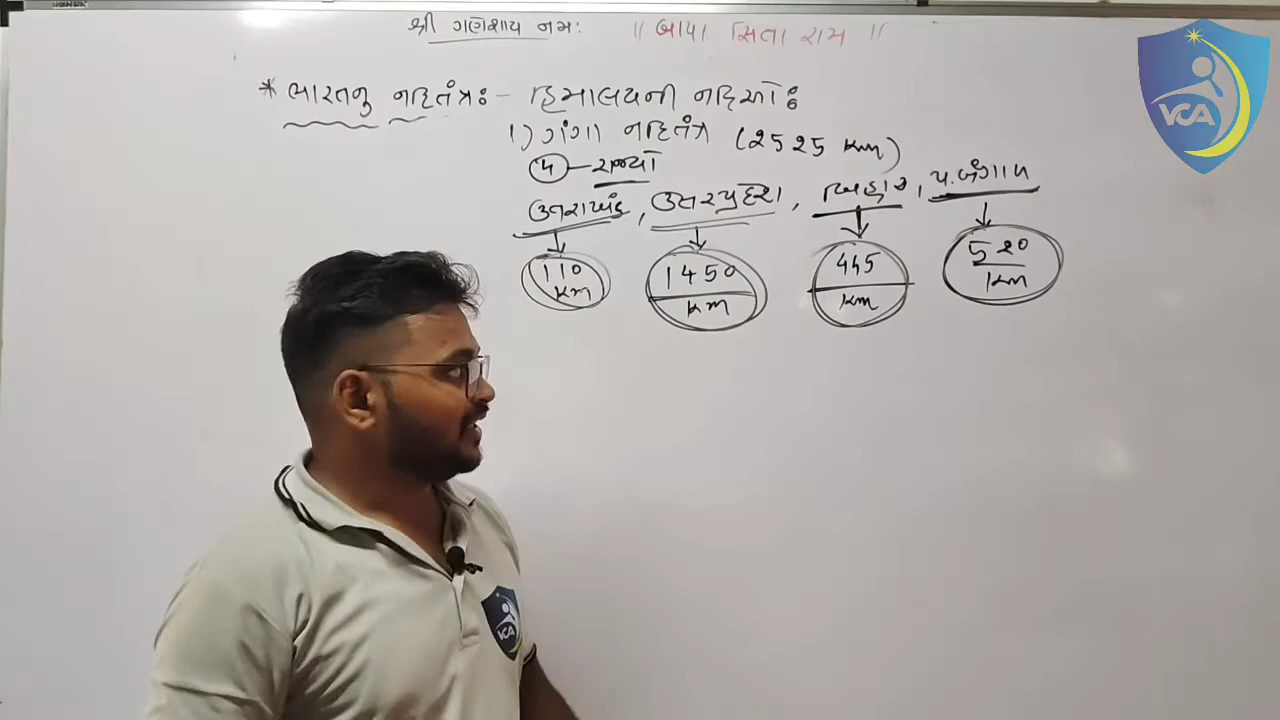 શ્રી ગણેશાય નમઃ ॥ બાપા સિતા રામ ॥
* ભારતનુ નદિતંત્રઃ - હિમાલયની નદિઓઃ
1) ગંગા નદિતંત્ર (2525 km)
4 - રાજ્યો
ઉત્તરાખંડ, ઉત્તરપ્રદેશ, બિહાર, પ.બંગાળ
110 km 1450 km 445 km 520 km
VCA
VCA